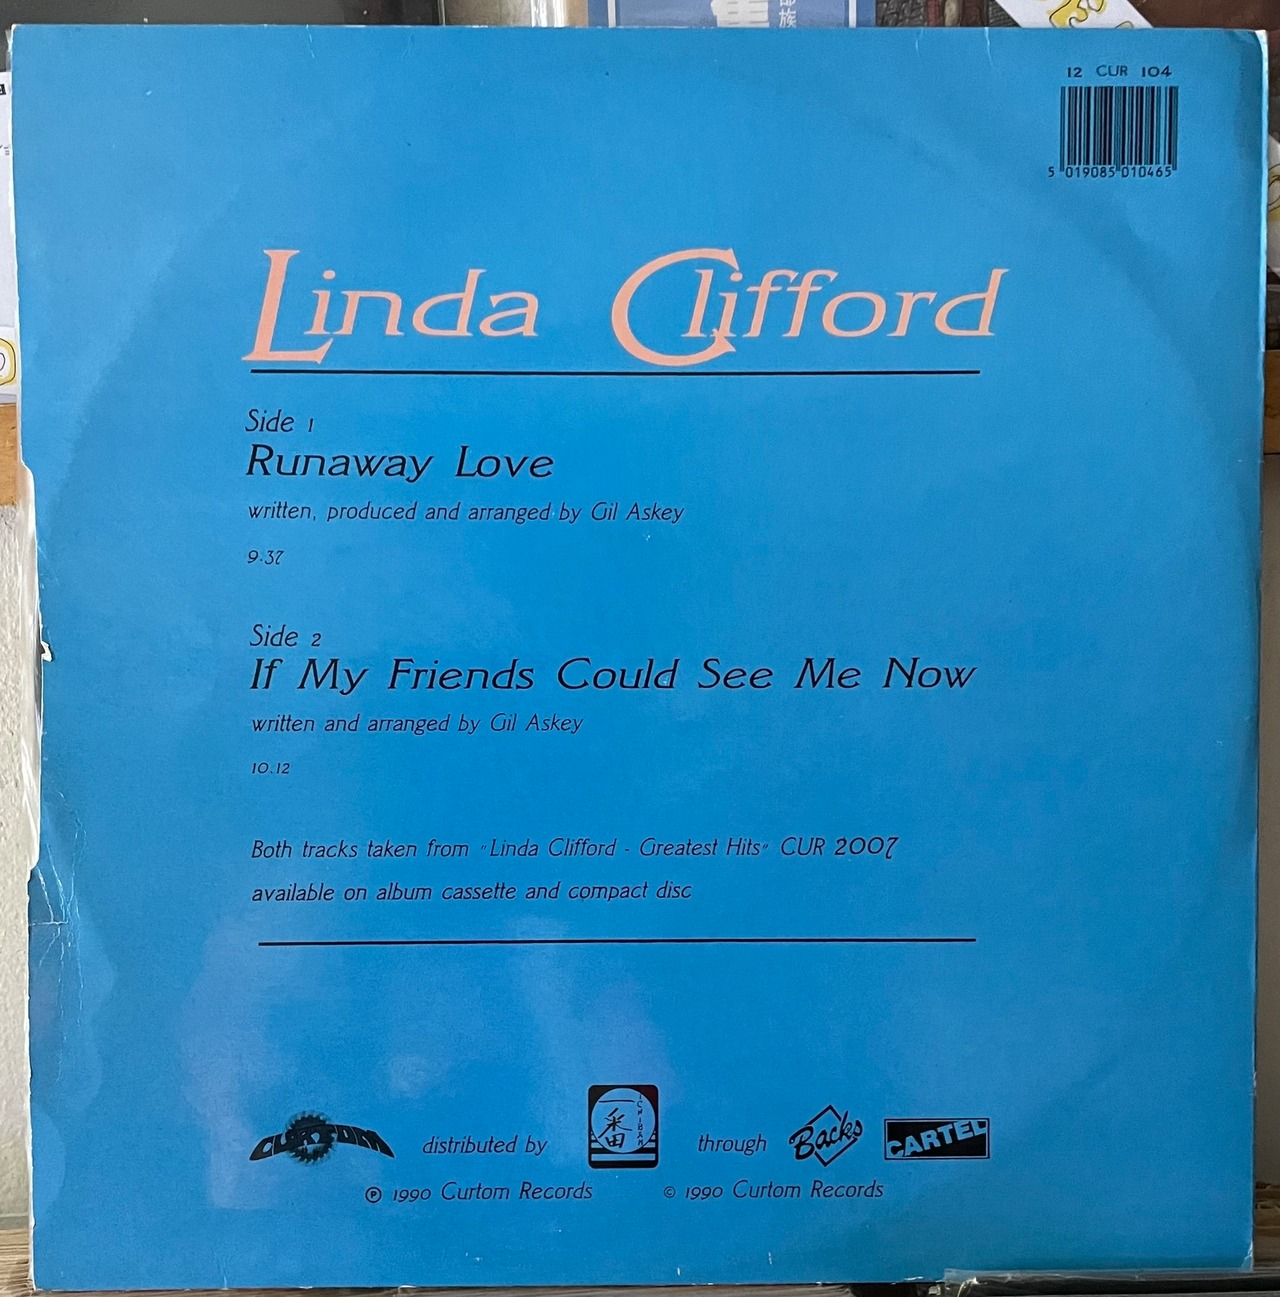 12 CUR 104
5 019085 010465
Linda Clifford
Side 1
Runaway Love
written, produced and arranged by Gil Askey
9.37
Side 2
If My Friends Could See Me Now
written and arranged by Gil Askey
10.12
Both tracks taken from "Linda Clifford - Greatest Hits" CUR 2007
available on album cassette and compact disc
CURTOM distributed by 一番 ICHIBAN through Backs CARTEL
℗ 1990 Curtom Records © 1990 Curtom Records